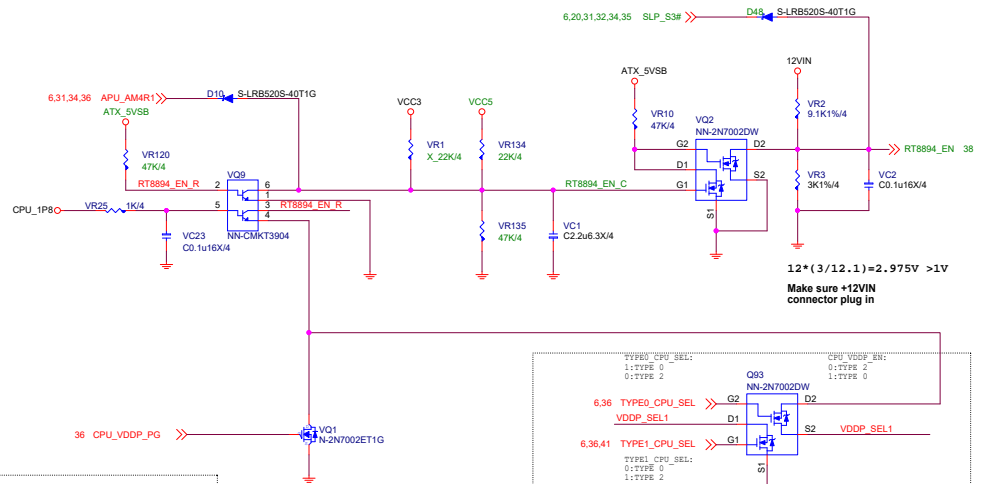 6,20,31,32,34,35 SLP_S3# D48 S-LRB520S-40T1G
6,31,34,36 APU_AM4R1 D10 S-LRB520S-40T1G
ATX_5VSB
VR120
47K/4
RT8894_EN_R 2
VQ9
6
1
CPU_1P8 VR25 1K/4 5
3 RT8894_EN_R
4
NN-CMKT3904
VC23
C0.1u16X/4
VCC3
VR1
X_22K/4
VCC5
VR134
22K/4
RT8894_EN_C
VR135
47K/4
VC1
C2.2u6.3X/4
ATX_5VSB
VR10
47K/4
VQ2
NN-2N7002DW
G2 D2
D1
S2
G1
S1
12VIN
VR2
9.1K1%/4
RT8894_EN 38
VR3
3K1%/4
VC2
C0.1u16X/4
12*(3/12.1)=2.975V >1V
Make sure +12VIN
connector plug in
36 CPU_VDDP_PG
VQ1
N-2N7002ET1G
TYPE0_CPU_SEL:
1:TYPE 0
0:TYPE 2
CPU_VDDP_EN:
0:TYPE 2
1:TYPE 0
Q93
NN-2N7002DW
6,36 TYPE0_CPU_SEL G2 D2
VDDP_SEL1 D1
S2 VDDP_SEL1
6,36,41 TYPE1_CPU_SEL G1
S1
TYPE1_CPU_SEL:
0:TYPE 0
1:TYPE 2